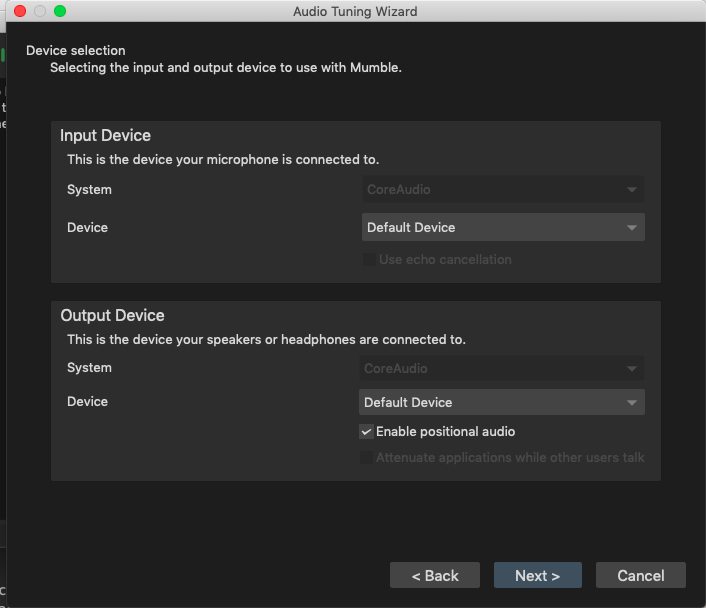 Audio Tuning Wizard
Device selection
Selecting the input and output device to use with Mumble.
Input Device
This is the device your microphone is connected to.
System CoreAudio
Device Default Device
Use echo cancellation
Output Device
This is the device your speakers or headphones are connected to.
System CoreAudio
Device Default Device
Enable positional audio
Attenuate applications while other users talk
< Back Next > Cancel